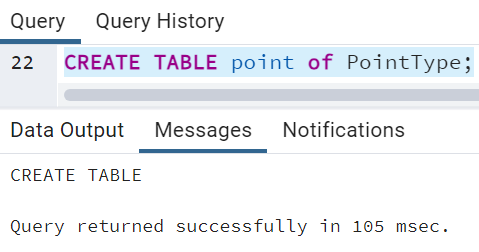 Query Query History
22 CREATE TABLE point of PointType;
Data Output Messages Notifications
CREATE TABLE
Query returned successfully in 105 msec.